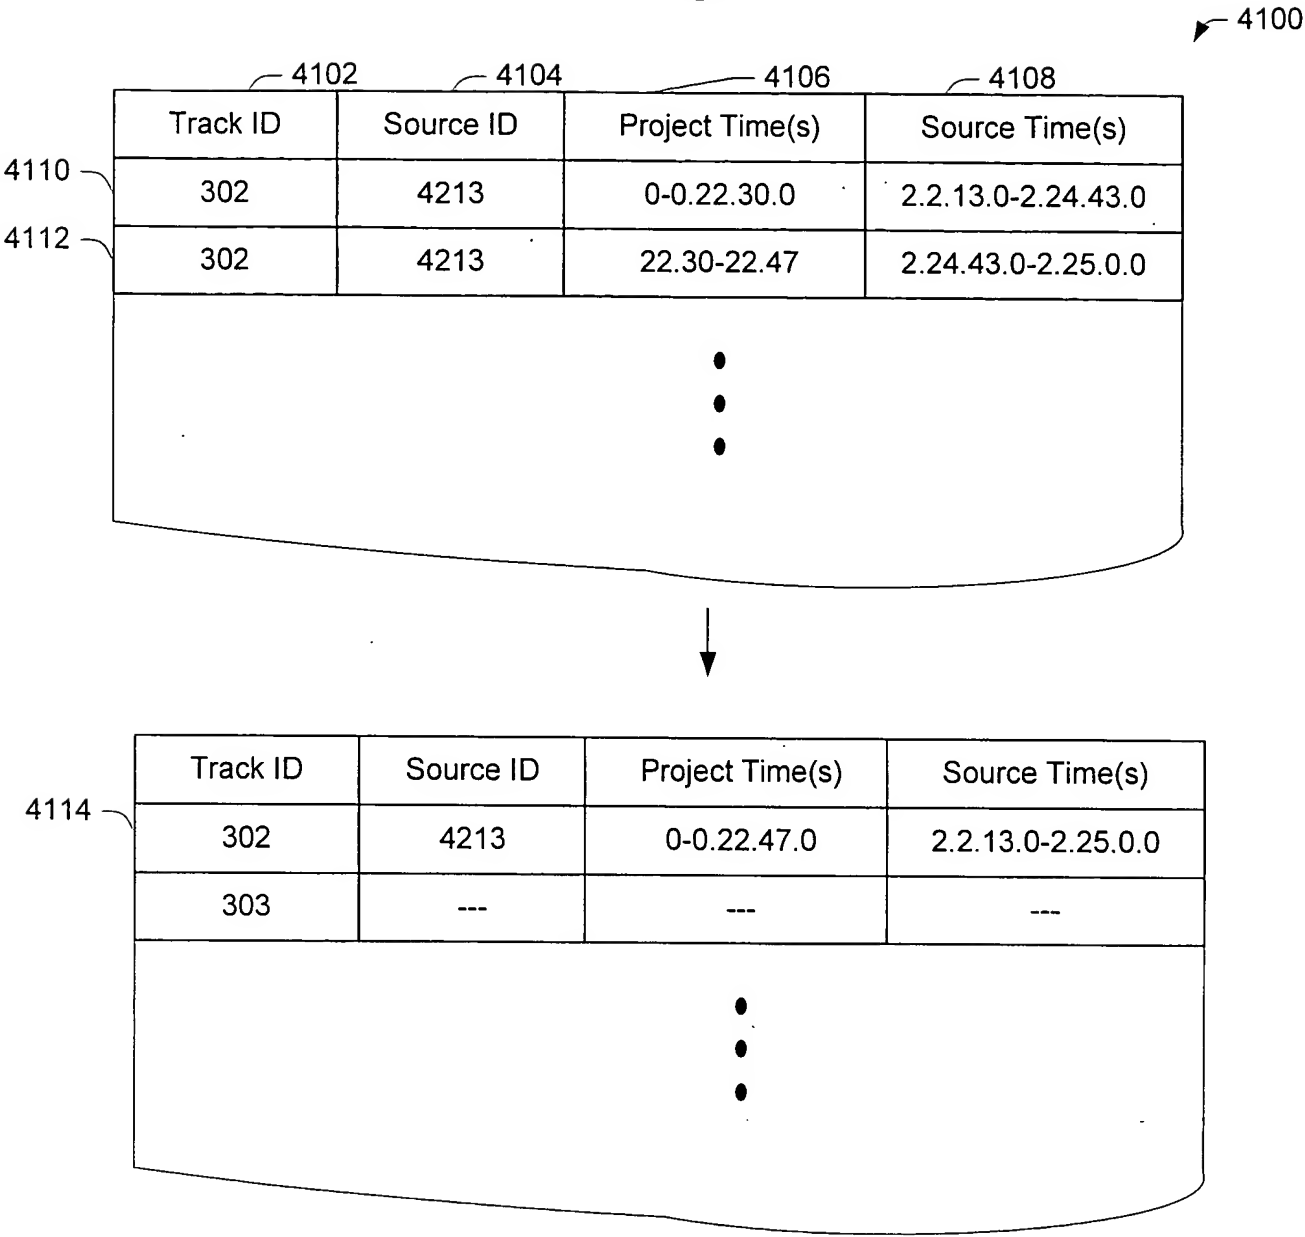 4100
4102 4104 4106 4108
Track ID Source ID Project Time(s) Source Time(s)
4110 302 4213 0-0.22.30.0 2.2.13.0-2.24.43.0
4112 302 4213 22.30-22.47 2.24.43.0-2.25.0.0
Track ID Source ID Project Time(s) Source Time(s)
4114 302 4213 0-0.22.47.0 2.2.13.0-2.25.0.0
303 --- --- ---